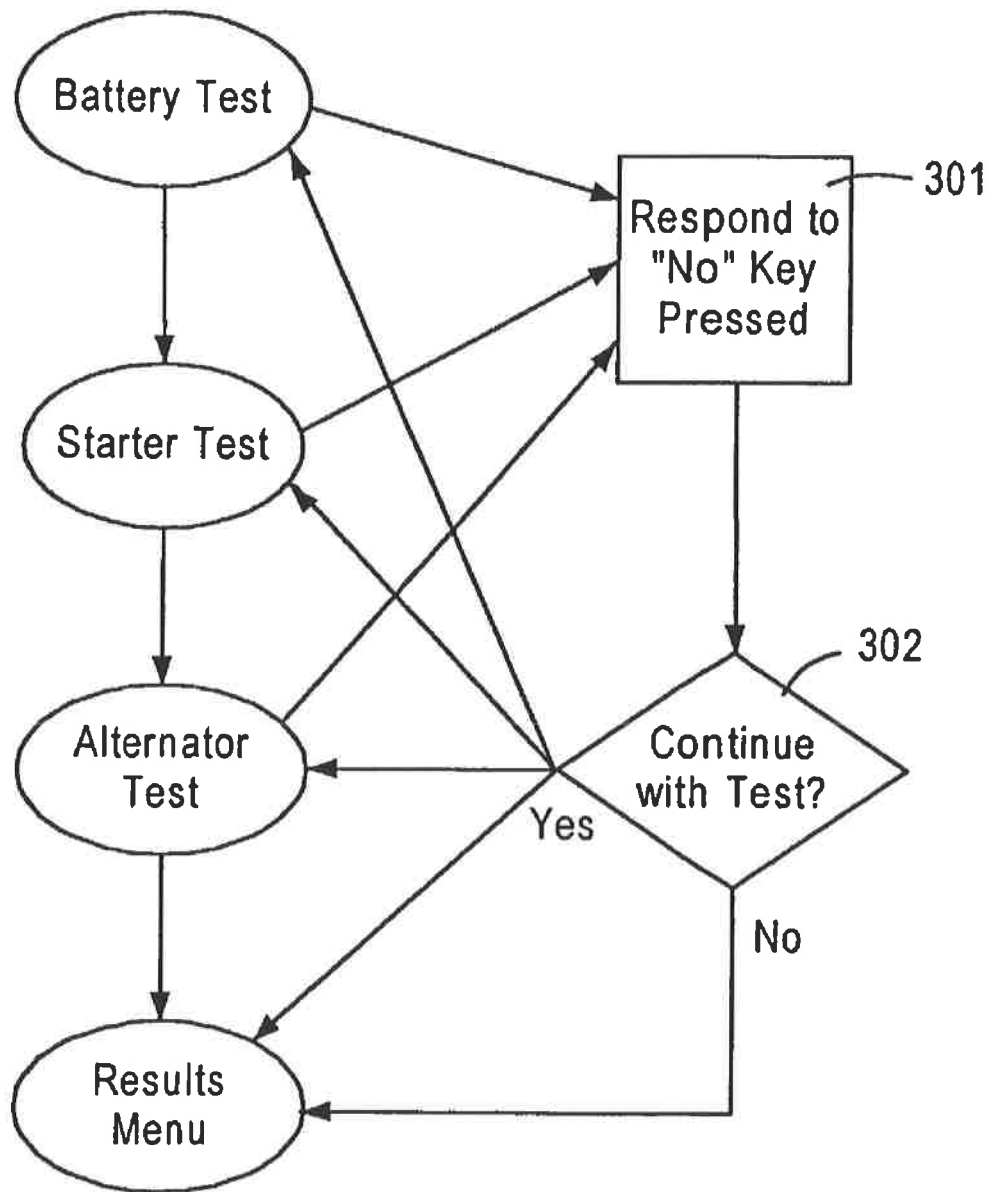 Battery Test
301
Respond to
"No" Key
Pressed
Starter Test
302
Alternator
Test
Continue
with Test?
Yes
No
Results
Menu